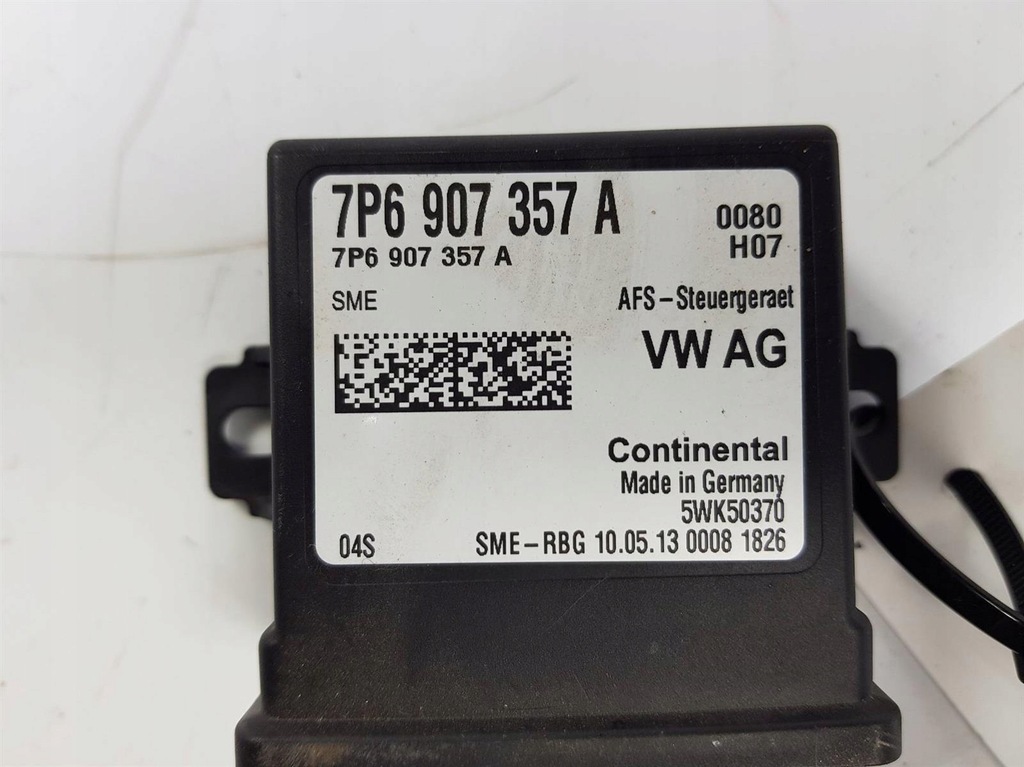 7P6 907 357 A
0080
7P6 907 357 A
H07
SME
AFS-Steuergeraet
VW AG
Continental
Made in Germany
5WK50370
04S
SME-RBG 10.05.13 0008 1826